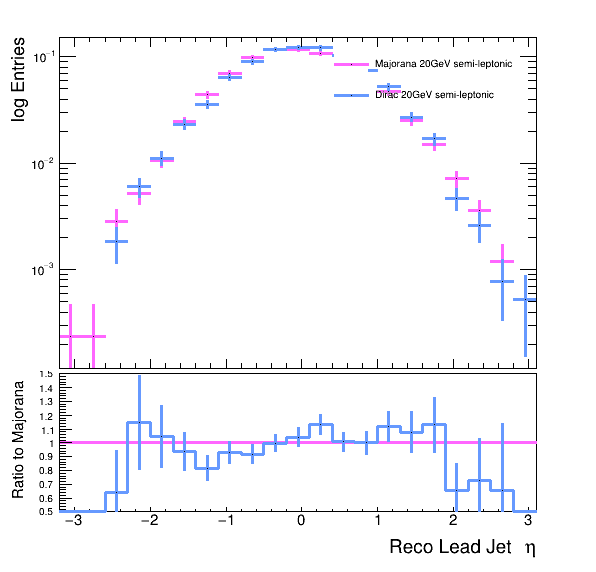 log Entries
10⁻¹
10⁻²
10⁻³
Majorana 20GeV semi-leptonic
Dirac 20GeV semi-leptonic
Ratio to Majorana
1.5
1.4
1.3
1.2
1.1
1
0.9
0.8
0.7
0.6
0.5
−3 −2 −1 0 1 2 3
Reco Lead Jet η